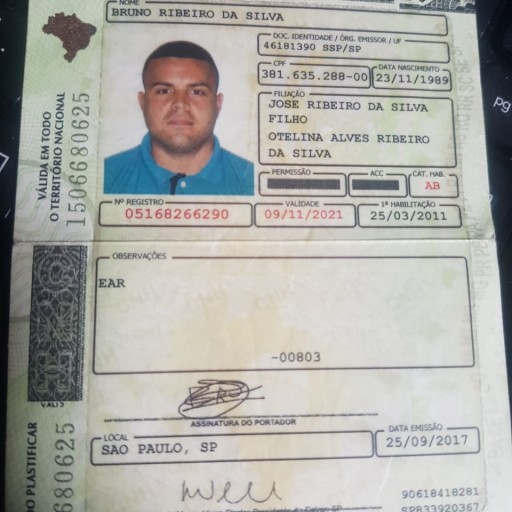 NOME
BRUNO RIBEIRO DA SILVA
DOC. IDENTIDADE / ÓRG. EMISSOR / UF
46181390 SSP/SP
CPF
381.635.288-00
DATA NASCIMENTO
23/11/1989
FILIAÇÃO
JOSE RIBEIRO DA SILVA
FILHO
OTELINA ALVES RIBEIRO
DA SILVA
PERMISSÃO
ACC
CAT. HAB.
AB
Nº REGISTRO
05168266290
VALIDADE
09/11/2021
1ª HABILITAÇÃO
25/03/2011
VÁLIDA EM TODO
O TERRITÓRIO NACIONAL
1506680625
OBSERVAÇÕES
EAR
-00803
ASSINATURA DO PORTADOR
LOCAL
SAO PAULO, SP
DATA EMISSÃO
25/09/2017
90618418281
SP833920367
PLASTIFICAR
680625
pg